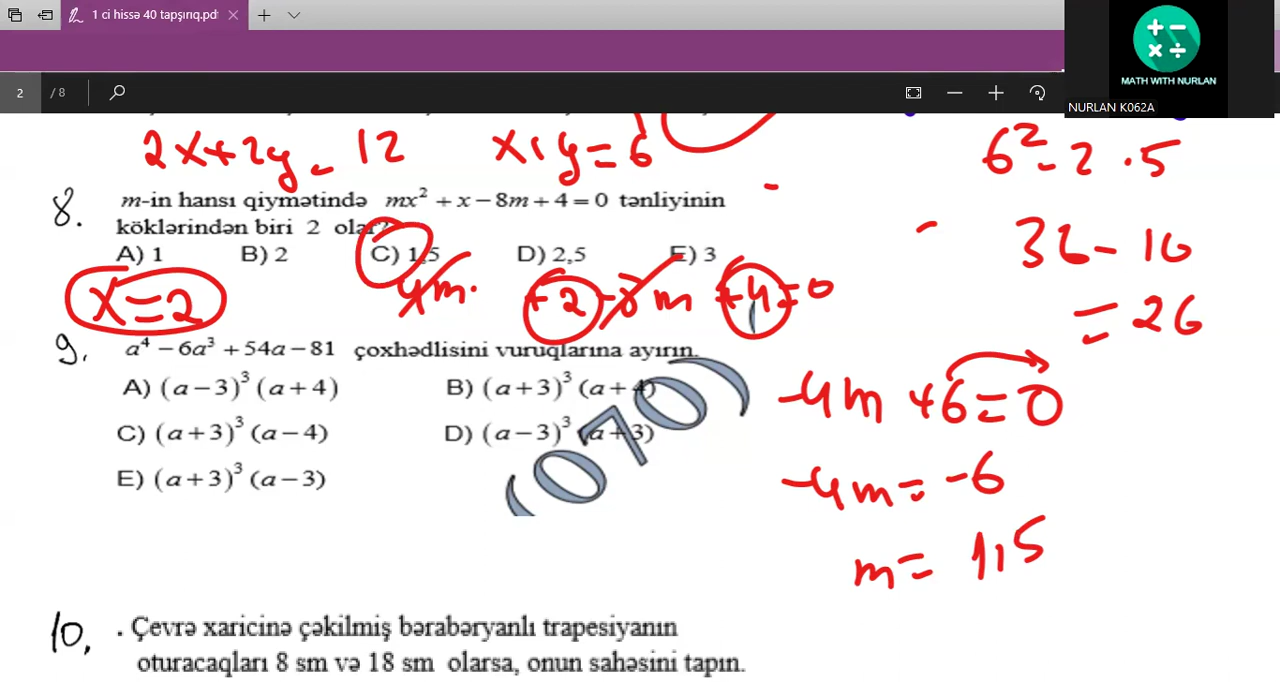 1 ci hissə 40 tapşırıq.pdf
MATH WITH NURLAN
NURLAN K062A
2 / 8
2x+2y=12 x+y=6
6²-2·5
8. m-in hansı qiymətində mx² + x − 8m + 4 = 0 tənliyinin
köklərindən biri 2 olar?
A) 1 B) 2 C) 1,5 D) 2,5 E) 3
36-10
x=2 4m +2 -8m +4=0
=26
9. a⁴ − 6a³ + 54a − 81 çoxhədlisini vuruqlarına ayırın.
A) (a−3)³(a+4) B) (a+3)³(a+4)
C) (a+3)³(a−4) D) (a−3)³(a+3)
E) (a+3)³(a−3)
(070)
-4m+6=0
-4m=-6
m=1,5
10. . Çevrə xaricinə çəkilmiş bərabəryanlı trapesiyanın
oturacaqları 8 sm və 18 sm olarsa, onun sahəsini tapın.